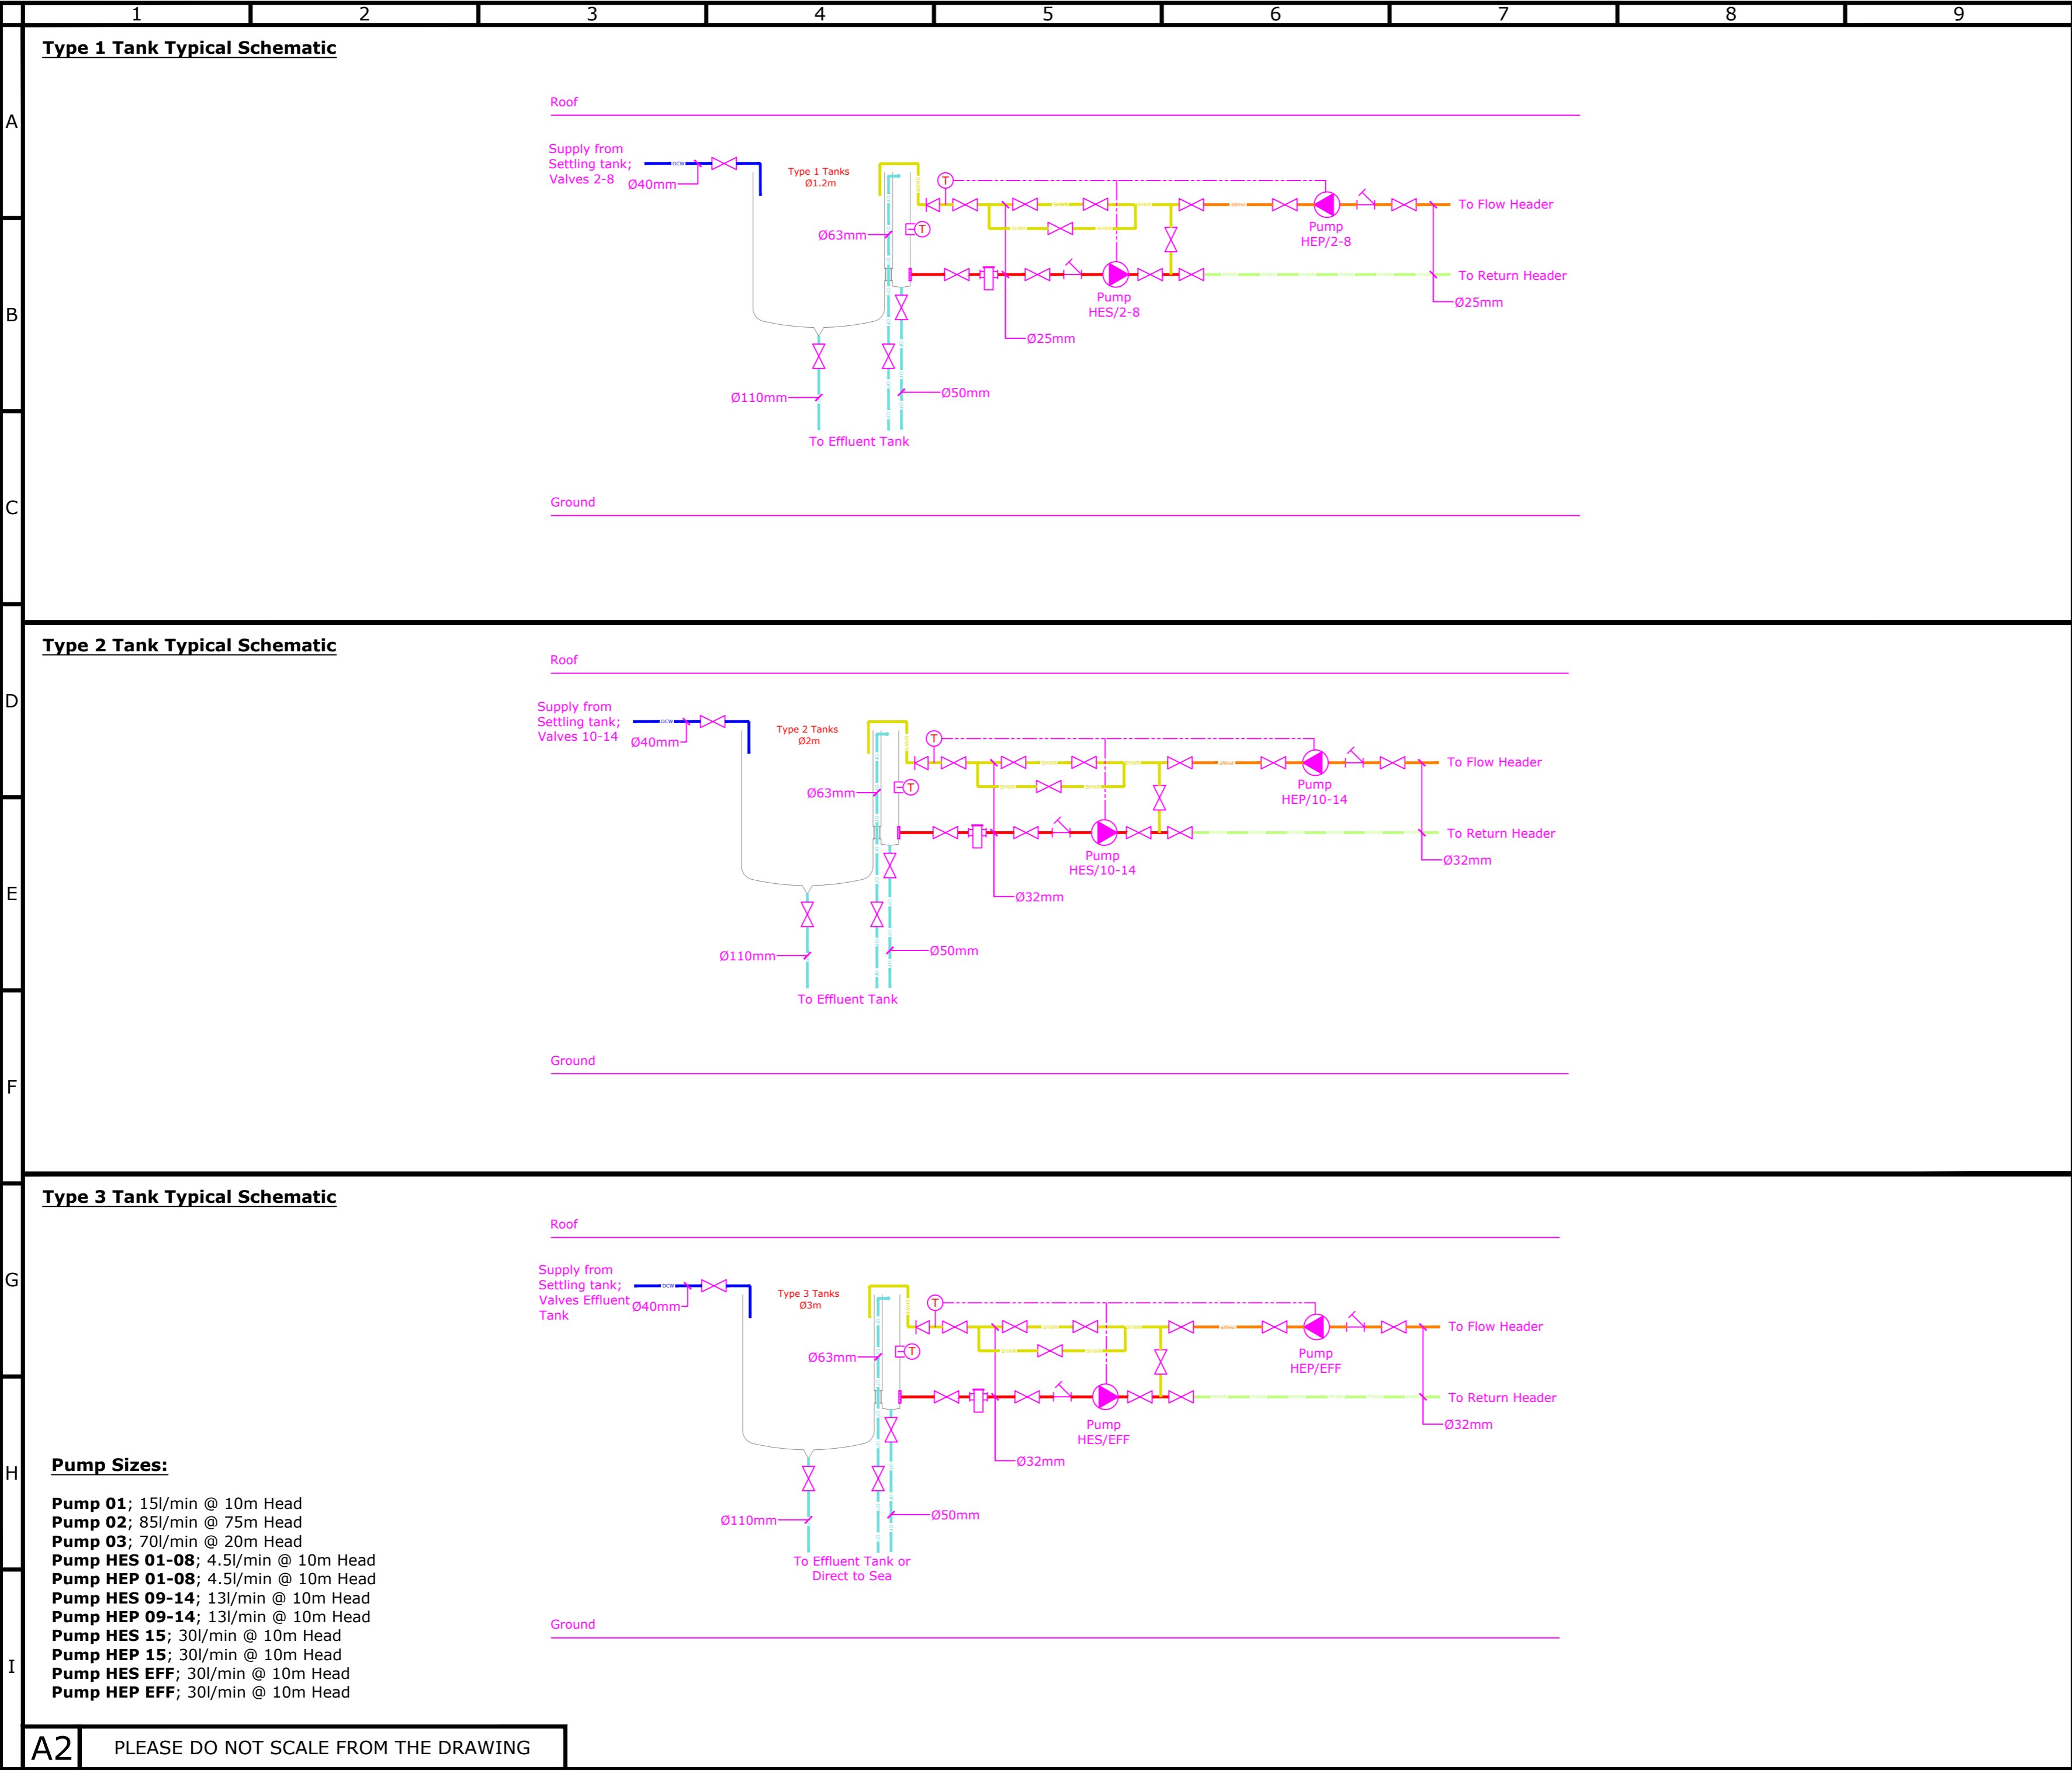 1 2 3 4 5 6 7 8 9
A
B
C
D
E
F
G
H
I
Type 1 Tank Typical Schematic
Roof
Supply from
Settling tank;
Valves 2-8
DCW
Ø40mm
Type 1 Tanks
Ø1.2m
T
Ø63mm
T
To Flow Header
Pump
HEP/2-8
To Return Header
Pump
HES/2-8
Ø25mm
Ø25mm
Ø110mm
Ø50mm
To Effluent Tank
Ground
Type 2 Tank Typical Schematic
Roof
Supply from
Settling tank;
Valves 10-14
DCW
Ø40mm
Type 2 Tanks
Ø2m
T
Ø63mm
T
To Flow Header
Pump
HEP/10-14
To Return Header
Pump
HES/10-14
Ø32mm
Ø32mm
Ø110mm
Ø50mm
To Effluent Tank
Ground
Type 3 Tank Typical Schematic
Roof
Supply from
Settling tank;
Valves Effluent
Tank
DCW
Ø40mm
Type 3 Tanks
Ø3m
T
Ø63mm
T
To Flow Header
Pump
HEP/EFF
To Return Header
Pump
HES/EFF
Ø32mm
Ø32mm
Ø110mm
Ø50mm
To Effluent Tank or
Direct to Sea
Ground
Pump Sizes:
Pump 01; 15l/min @ 10m Head
Pump 02; 85l/min @ 75m Head
Pump 03; 70l/min @ 20m Head
Pump HES 01-08; 4.5l/min @ 10m Head
Pump HEP 01-08; 4.5l/min @ 10m Head
Pump HES 09-14; 13l/min @ 10m Head
Pump HEP 09-14; 13l/min @ 10m Head
Pump HES 15; 30l/min @ 10m Head
Pump HEP 15; 30l/min @ 10m Head
Pump HES EFF; 30l/min @ 10m Head
Pump HEP EFF; 30l/min @ 10m Head
A2 PLEASE DO NOT SCALE FROM THE DRAWING